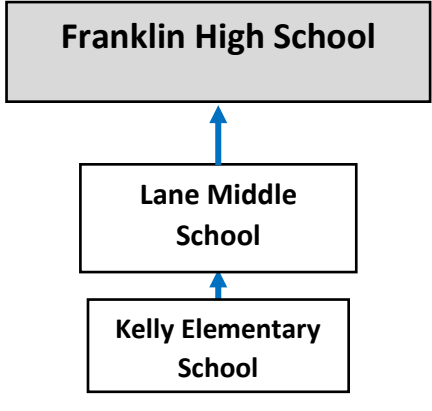 Franklin High School
Lane Middle
School
Kelly Elementary
School